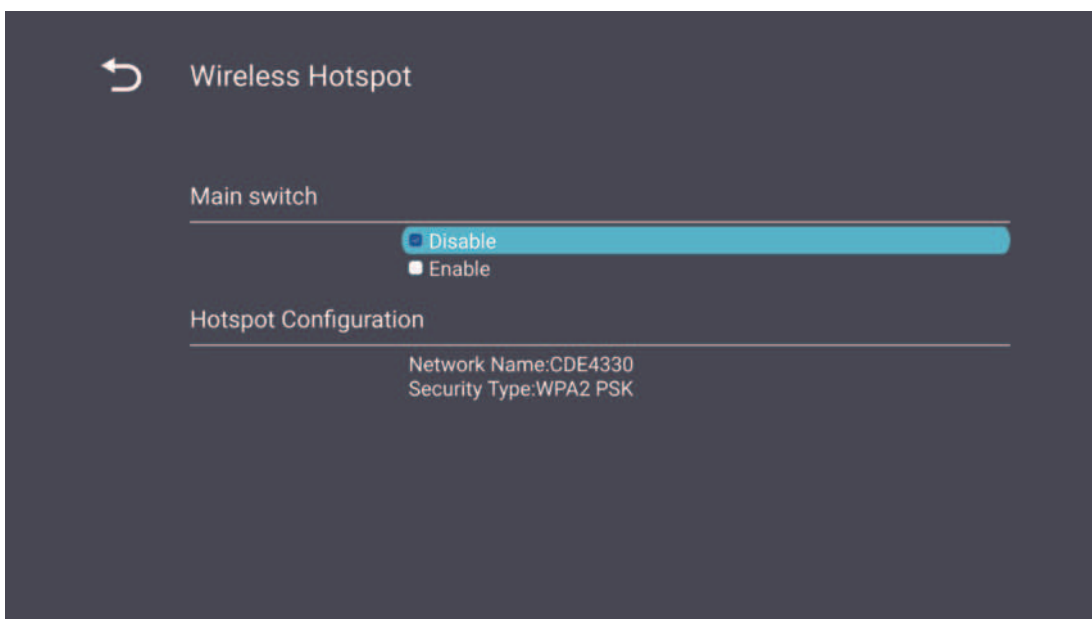 Wireless Hotspot
Main switch
Disable
Enable
Hotspot Configuration
Network Name:CDE4330
Security Type:WPA2 PSK